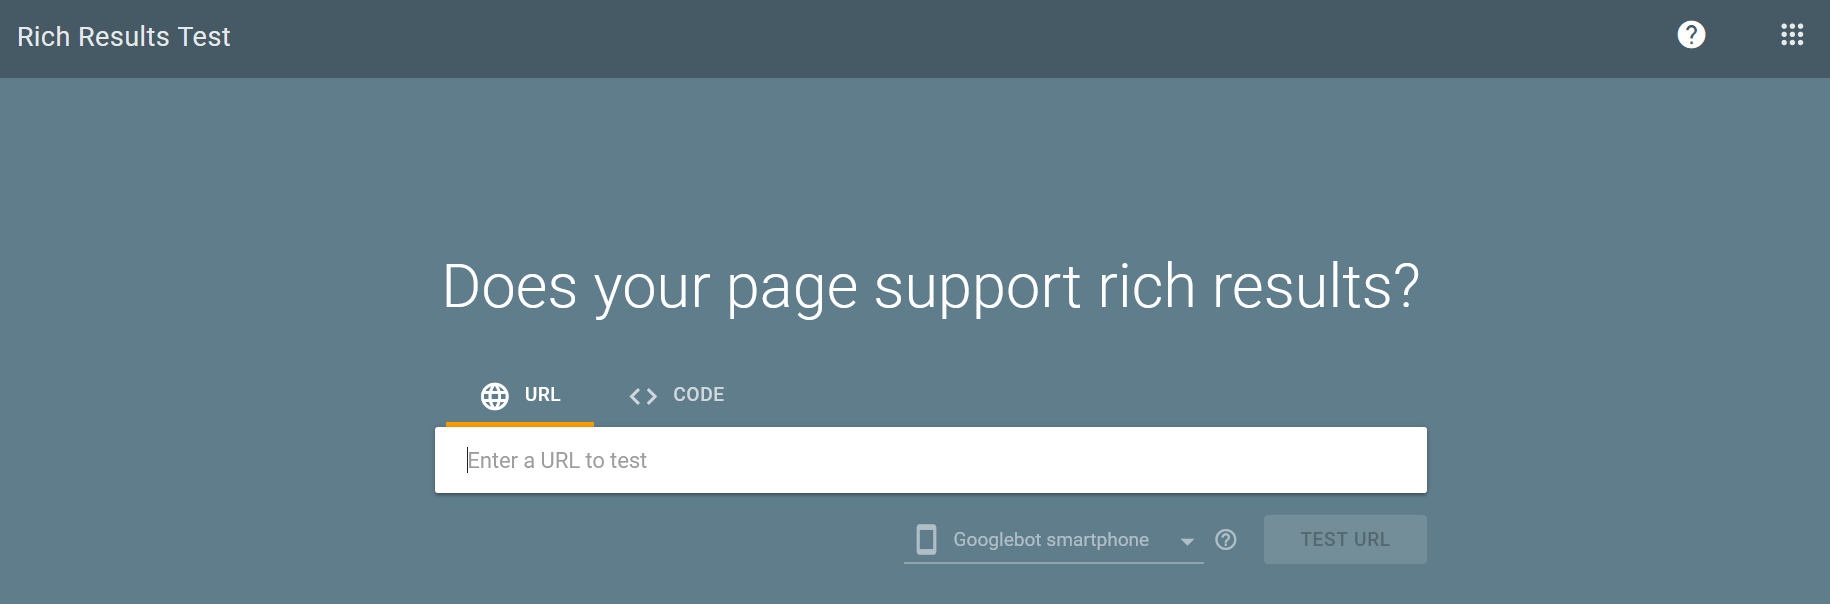 Rich Results Test
Does your page support rich results?
URL
CODE
Enter a URL to test
Googlebot smartphone
TEST URL